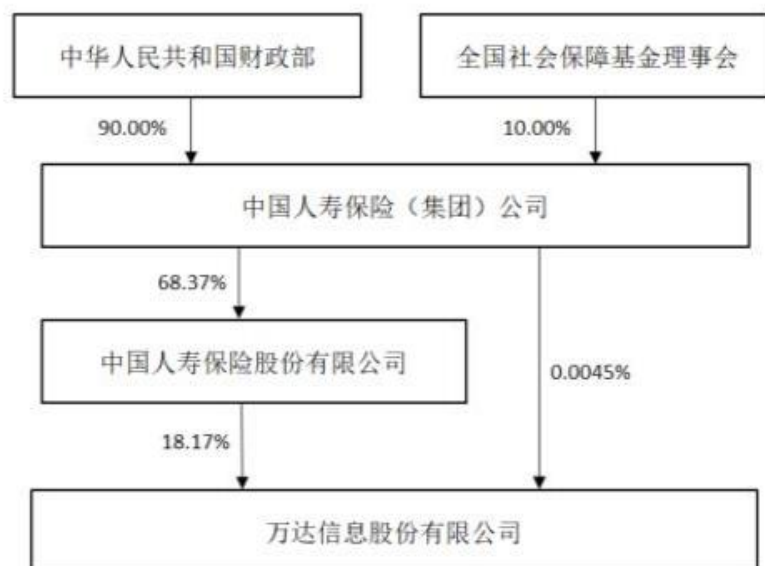 中华人民共和国财政部
全国社会保障基金理事会
90.00%
10.00%
中国人寿保险（集团）公司
68.37%
中国人寿保险股份有限公司
0.0045%
18.17%
万达信息股份有限公司